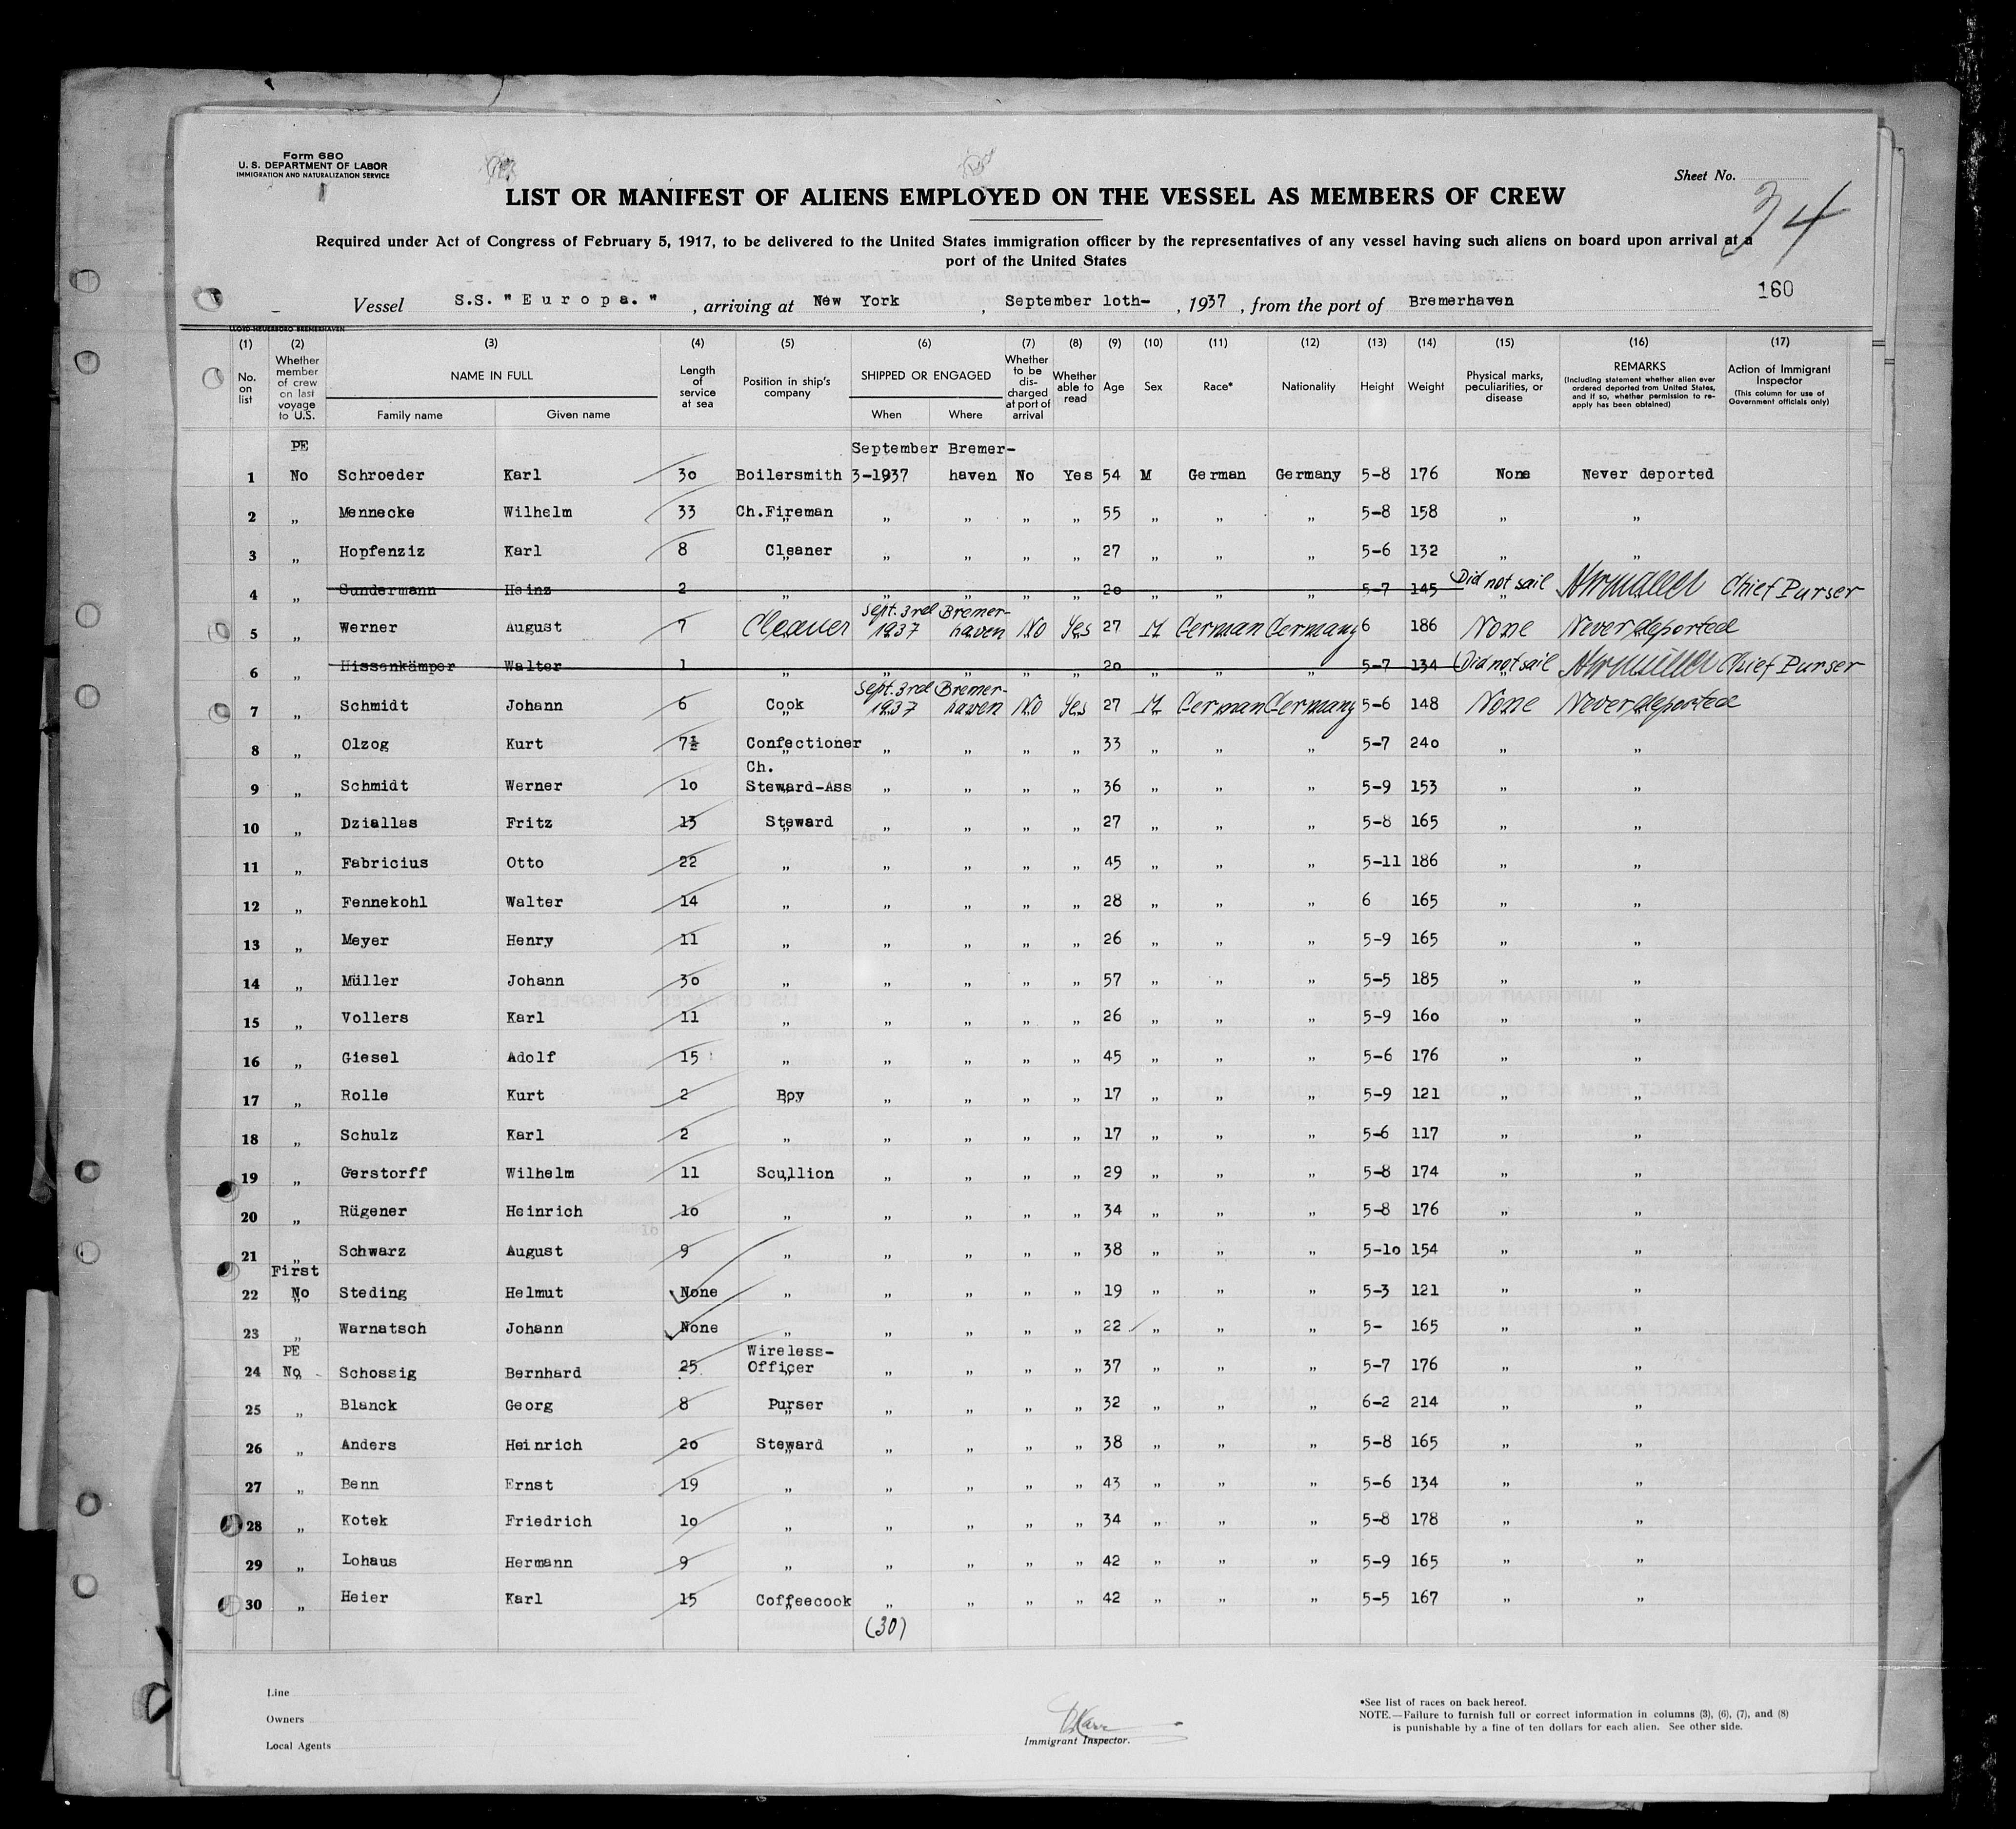 Form 680
U. S. DEPARTMENT OF LABOR
IMMIGRATION AND NATURALIZATION SERVICE
Sheet No. 34
LIST OR MANIFEST OF ALIENS EMPLOYED ON THE VESSEL AS MEMBERS OF CREW
Required under Act of Congress of February 5, 1917, to be delivered to the United States immigration officer by the representatives of any vessel having such aliens on board upon arrival at a
port of the United States
160
Vessel S.S. " E u r o p a. " , arriving at New York , September loth- , 1937 , from the port of Bremerhaven
(1) (2) (3) (4) (5) (6) (7) (8) (9) (10) (11) (12) (13) (14) (15) (16) (17)
No. on list Whether member of crew on last voyage to U.S. NAME IN FULL Family name Given name Length of service at sea Position in ship's company SHIPPED OR ENGAGED When Where Whether to be discharged at port of arrival Whether able to read Age Sex Race* Nationality Height Weight Physical marks, peculiarities, or disease REMARKS (Including statement whether alien ever ordered deported from United States, and if so, whether permission to re-apply has been obtained) Action of Immigrant Inspector (This column for use of Government officials only)
PE September Bremer-
1 No Schroeder Karl 30 Boilersmith 3-1937 haven No Yes 54 M German Germany 5-8 176 None Never deported
2 „ Mennecke Wilhelm 33 Ch.Fireman „ „ „ „ 55 „ „ „ 5-8 158 „ „
3 „ Hopfenziz Karl 8 Cleaner „ „ „ „ 27 „ „ „ 5-6 132 „ „
4 „ Sundermann Heinz 2 „ „ „ „ „ 20 „ „ „ 5-7 145 Did not sail Chief Purser
Sept. 3rd Bremer-
5 „ Werner August 7 Cleaner 1937 haven No Yes 27 M German Germany 6 186 None Never deported
6 „ Hissenkämper Walter 1 „ „ „ „ „ 20 „ „ „ 5-7 134 Did not sail Chief Purser
Sept. 3rd Bremer-
7 „ Schmidt Johann 6 Cook 1937 haven No Yes 27 M German Germany 5-6 148 None Never deported
8 „ Olzog Kurt 7½ Confectioner „ „ „ „ 33 „ „ „ 5-7 240 „ „
Ch.
9 „ Schmidt Werner 10 Steward-Ass „ „ „ „ 36 „ „ „ 5-9 153 „ „
10 „ Dziallas Fritz 13 Steward „ „ „ „ 27 „ „ „ 5-8 165 „ „
11 „ Fabricius Otto 22 „ „ „ „ „ 45 „ „ „ 5-11 186 „ „
12 „ Fennekohl Walter 14 „ „ „ „ „ 28 „ „ „ 6 165 „ „
13 „ Meyer Henry 11 „ „ „ „ „ 26 „ „ „ 5-9 165 „ „
14 „ Müller Johann 30 „ „ „ „ „ 57 „ „ „ 5-5 185 „ „
15 „ Vollers Karl 11 „ „ „ „ „ 26 „ „ „ 5-9 160 „ „
16 „ Giesel Adolf 15 „ „ „ „ „ 45 „ „ „ 5-6 176 „ „
17 „ Rolle Kurt 2 Boy „ „ „ „ 17 „ „ „ 5-9 121 „ „
18 „ Schulz Karl 2 „ „ „ „ „ 17 „ „ „ 5-6 117 „ „
19 „ Gerstorff Wilhelm 11 Scullion „ „ „ „ 29 „ „ „ 5-8 174 „ „
20 „ Rügener Heinrich 10 „ „ „ „ „ 34 „ „ „ 5-8 176 „ „
21 „ Schwarz August 9 „ „ „ „ „ 38 „ „ „ 5-10 154 „ „
First
22 No Steding Helmut None „ „ „ „ „ 19 „ „ „ 5-3 121 „ „
23 „ Warnatsch Johann None „ „ „ „ „ 22 „ „ „ 5- 165 „ „
PE Wireless-
24 No Schossig Bernhard 25 Officer „ „ „ „ 37 „ „ „ 5-7 176 „ „
25 „ Blanck Georg 8 Purser „ „ „ „ 32 „ „ „ 6-2 214 „ „
26 „ Anders Heinrich 20 Steward „ „ „ „ 38 „ „ „ 5-8 165 „ „
27 „ Benn Ernst 19 „ „ „ „ „ 43 „ „ „ 5-6 134 „ „
28 „ Kotek Friedrich 10 „ „ „ „ „ 34 „ „ „ 5-8 178 „ „
29 „ Lohaus Hermann 9 „ „ „ „ „ 42 „ „ „ 5-9 165 „ „
30 „ Heier Karl 15 Coffeecook „ „ „ „ 42 „ „ „ 5-5 167 „ „
(30)
Line
Owners
Local Agents
Immigrant Inspector.
*See list of races on back hereof.
NOTE.—Failure to furnish full or correct information in columns (3), (6), (7), and (8)
is punishable by a fine of ten dollars for each alien. See other side.